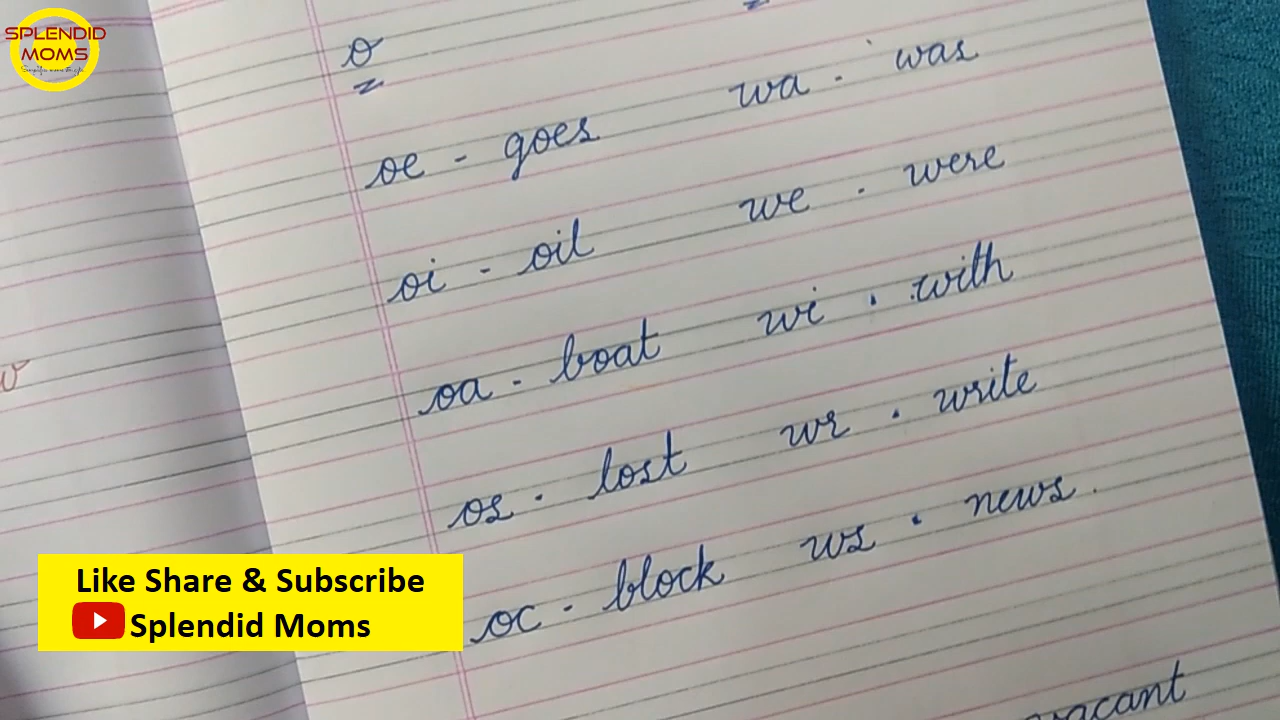 SPLENDID
MOMS
o
oe - goes wa - was
oi - oil we . were
oa - boat wi . with
os - lost wr . write
oc - block ws . news.
vacant
Like Share & Subscribe
Splendid Moms